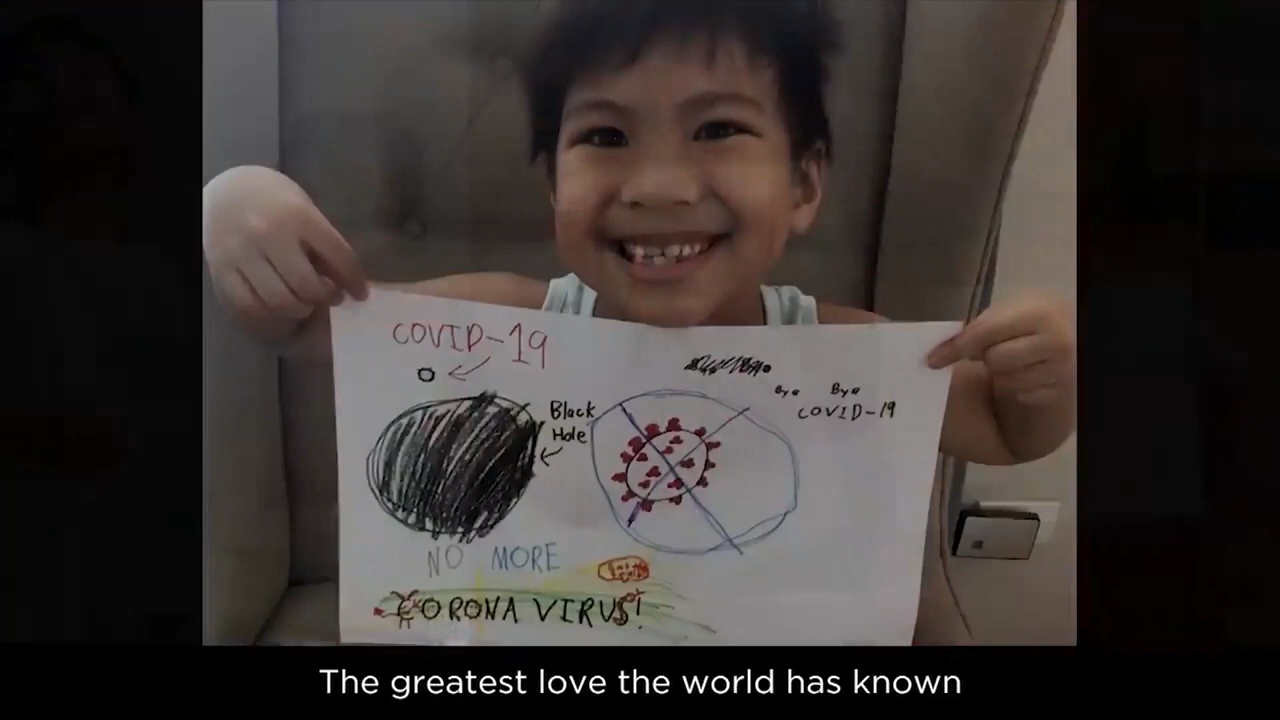 COVID-19
Black
Hole
Bye Bye
COVID-19
NO MORE
CORONA VIRUS!
The greatest love the world has known